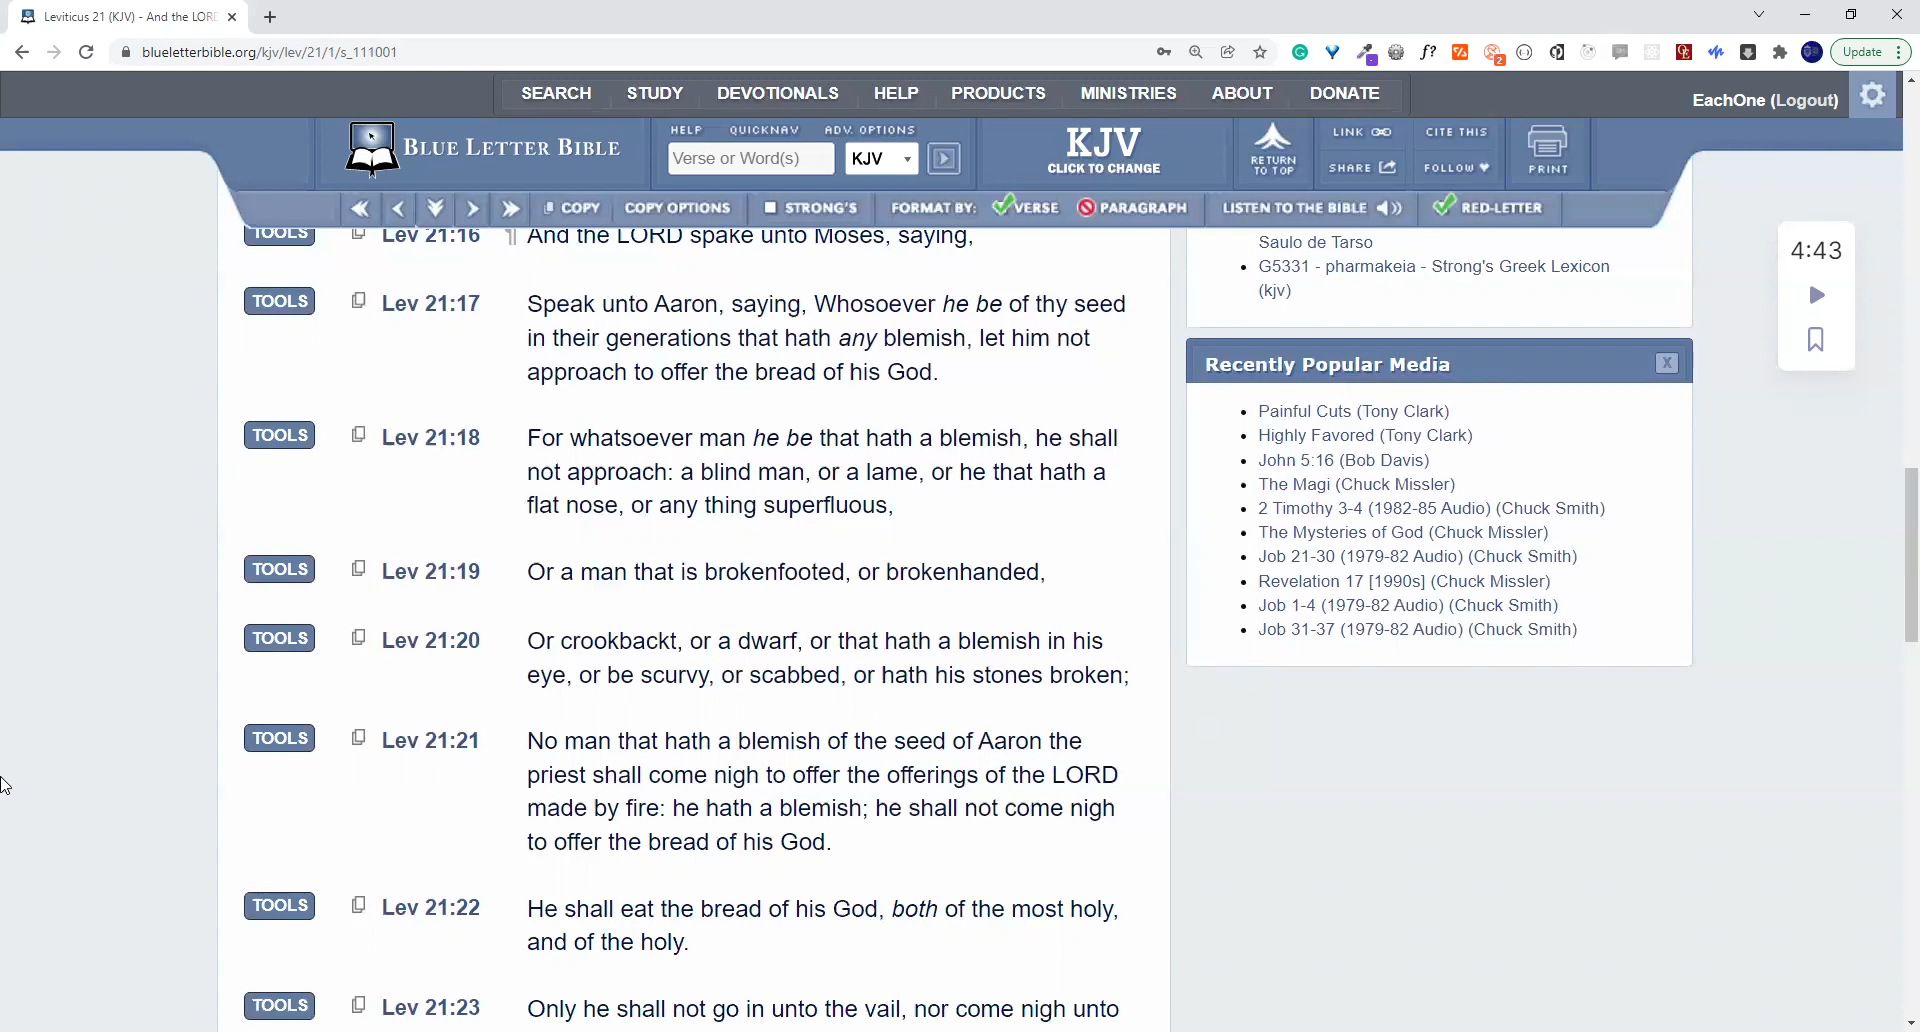 Leviticus 21 (KJV) - And the LOR
blueletterbible.org/kjv/lev/21/1/s_111001
Update
SEARCH STUDY DEVOTIONALS HELP PRODUCTS MINISTRIES ABOUT DONATE
EachOne (Logout)
BLUE LETTER BIBLE
HELP QUICKNAV ADV. OPTIONS
Verse or Word(s)
KJV
KJV
CLICK TO CHANGE
RETURN
TO TOP
LINK
CITE THIS
SHARE
FOLLOW
PRINT
COPY COPY OPTIONS STRONG'S FORMAT BY: VERSE PARAGRAPH LISTEN TO THE BIBLE RED-LETTER
TOOLS Lev 21:16 ¶ And the LORD spake unto Moses, saying,
TOOLS Lev 21:17 Speak unto Aaron, saying, Whosoever he be of thy seed
in their generations that hath any blemish, let him not
approach to offer the bread of his God.
TOOLS Lev 21:18 For whatsoever man he be that hath a blemish, he shall
not approach: a blind man, or a lame, or he that hath a
flat nose, or any thing superfluous,
TOOLS Lev 21:19 Or a man that is brokenfooted, or brokenhanded,
TOOLS Lev 21:20 Or crookbackt, or a dwarf, or that hath a blemish in his
eye, or be scurvy, or scabbed, or hath his stones broken;
TOOLS Lev 21:21 No man that hath a blemish of the seed of Aaron the
priest shall come nigh to offer the offerings of the LORD
made by fire: he hath a blemish; he shall not come nigh
to offer the bread of his God.
TOOLS Lev 21:22 He shall eat the bread of his God, both of the most holy,
and of the holy.
TOOLS Lev 21:23 Only he shall not go in unto the vail, nor come nigh unto
Saulo de Tarso
G5331 - pharmakeia - Strong's Greek Lexicon
(kjv)
Recently Popular Media
X
Painful Cuts (Tony Clark)
Highly Favored (Tony Clark)
John 5:16 (Bob Davis)
The Magi (Chuck Missler)
2 Timothy 3-4 (1982-85 Audio) (Chuck Smith)
The Mysteries of God (Chuck Missler)
Job 21-30 (1979-82 Audio) (Chuck Smith)
Revelation 17 [1990s] (Chuck Missler)
Job 1-4 (1979-82 Audio) (Chuck Smith)
Job 31-37 (1979-82 Audio) (Chuck Smith)
4:43